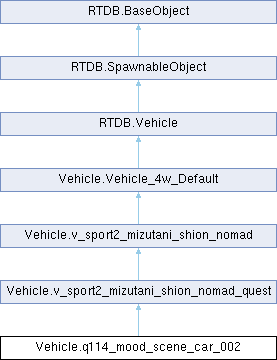 RTDB.BaseObject
RTDB.SpawnableObject
RTDB.Vehicle
Vehicle.Vehicle_4w_Default
Vehicle.v_sport2_mizutani_shion_nomad
Vehicle.v_sport2_mizutani_shion_nomad_quest
Vehicle.q114_mood_scene_car_002